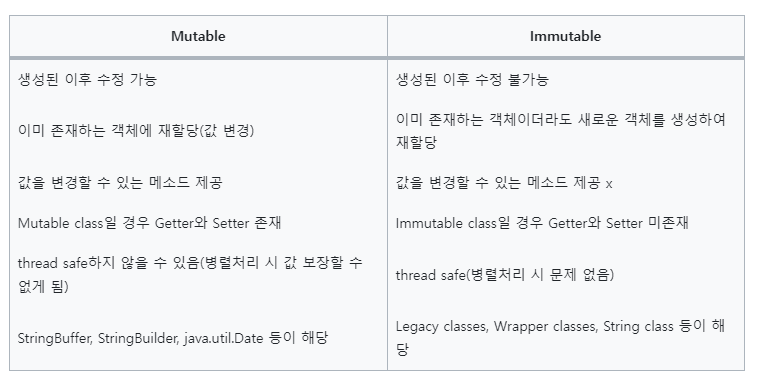 Mutable
Immutable
생성된 이후 수정 가능
생성된 이후 수정 불가능
이미 존재하는 객체에 재할당(값 변경)
이미 존재하는 객체이더라도 새로운 객체를 생성하여
재할당
값을 변경할 수 있는 메소드 제공
값을 변경할 수 있는 메소드 제공 x
Mutable class일 경우 Getter와 Setter 존재
Immutable class일 경우 Getter와 Setter 미존재
thread safe하지 않을 수 있음(병렬처리 시 값 보장할 수
없게 됨)
thread safe(병렬처리 시 문제 없음)
StringBuffer, StringBuilder, java.util.Date 등이 해당
Legacy classes, Wrapper classes, String class 등이 해
당